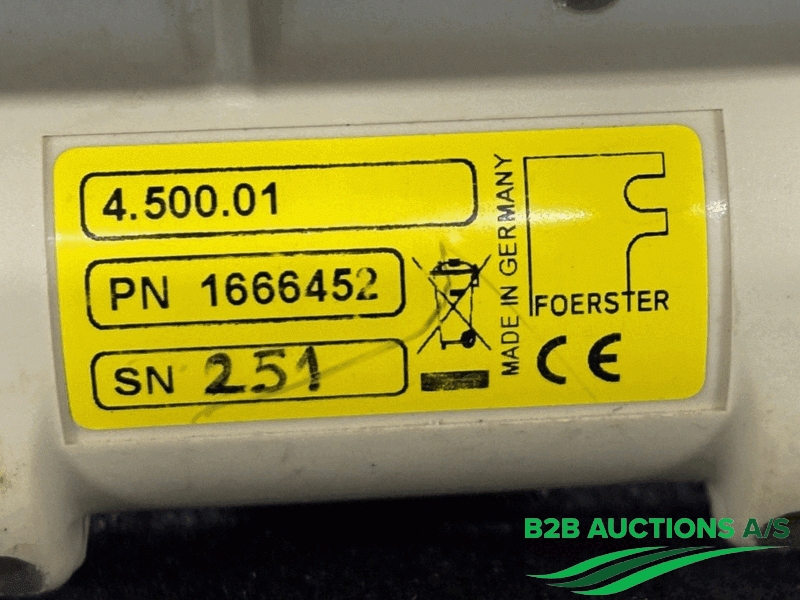 4.500.01
PN 1666452
SN 251
MADE IN GERMANY
FOERSTER
CE
B2B AUCTIONS A/S